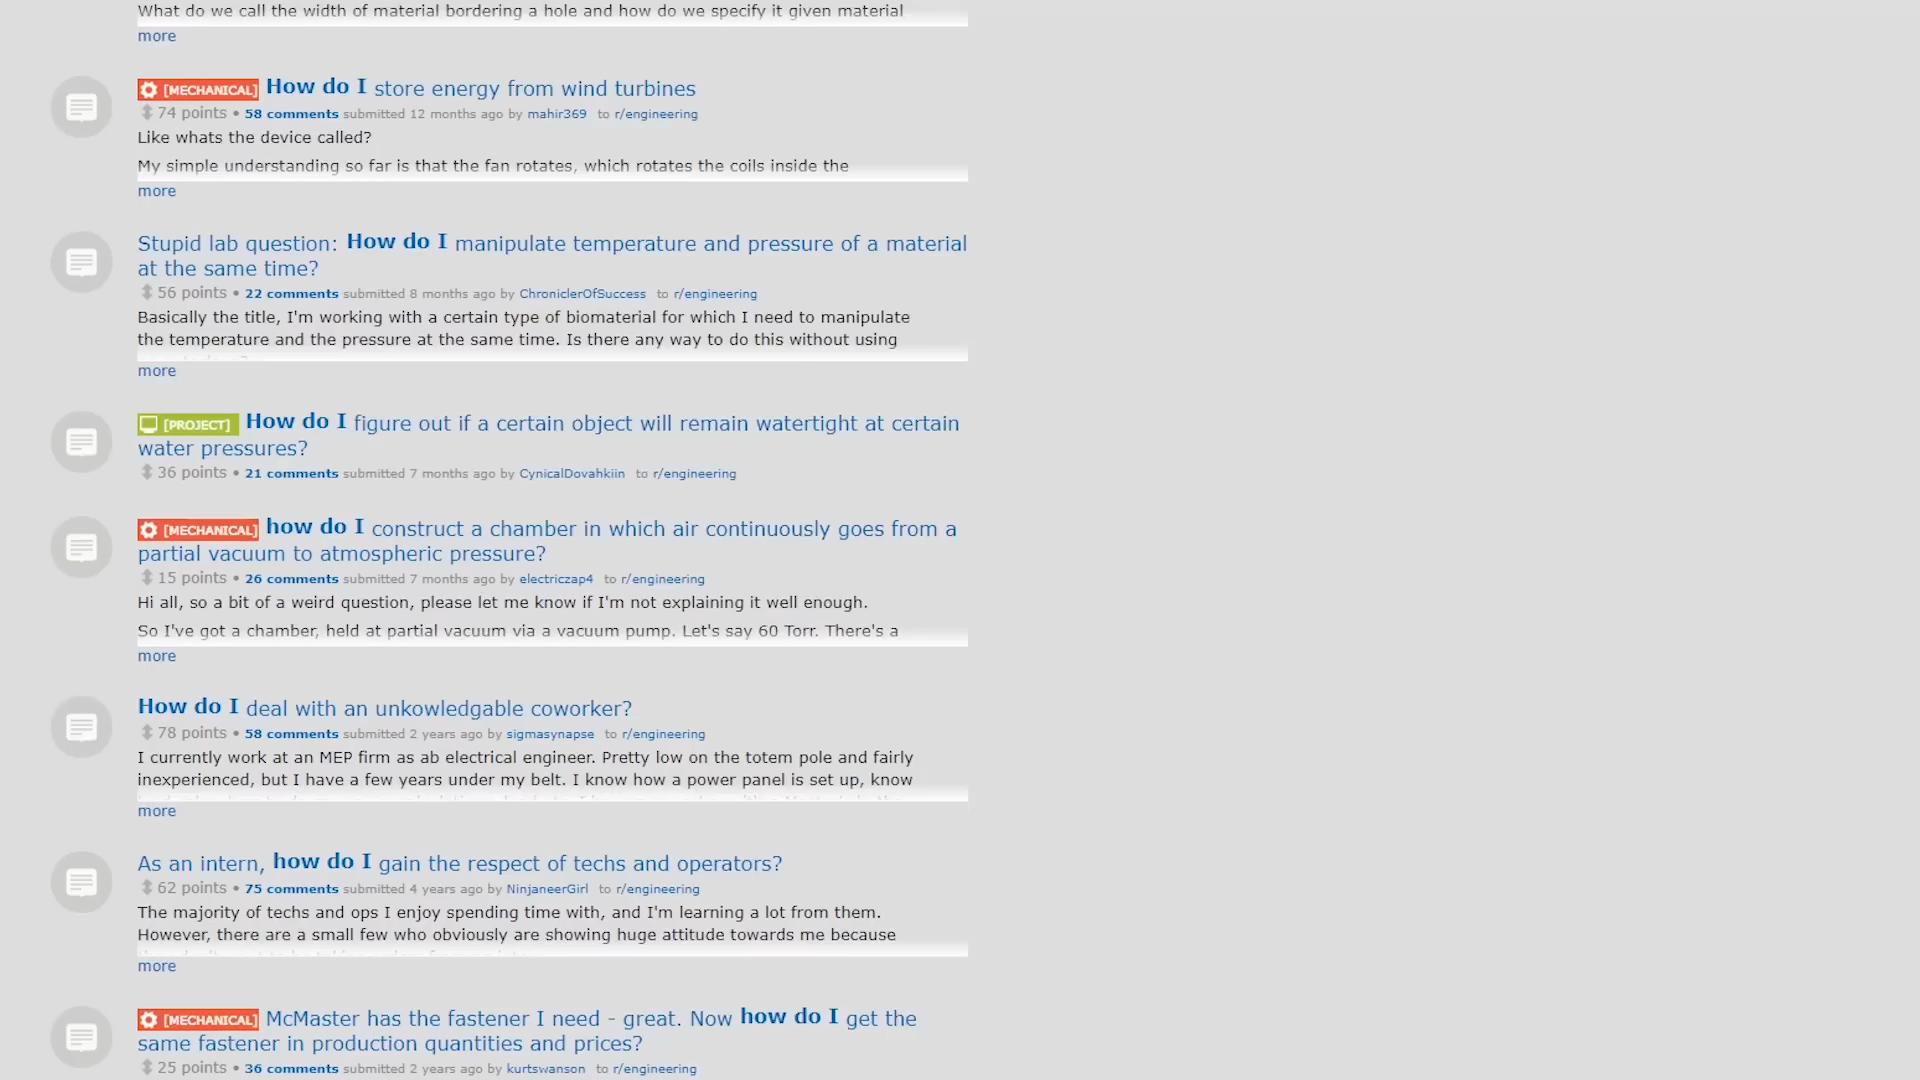 What do we call the width of material bordering a hole and how do we specify it given material
more
[MECHANICAL] How do I store energy from wind turbines
74 points • 58 comments submitted 12 months ago by mahir369 to r/engineering
Like whats the device called?
My simple understanding so far is that the fan rotates, which rotates the coils inside the
more
Stupid lab question: How do I manipulate temperature and pressure of a material
at the same time?
56 points • 22 comments submitted 8 months ago by ChroniclerOfSuccess to r/engineering
Basically the title, I'm working with a certain type of biomaterial for which I need to manipulate
the temperature and the pressure at the same time. Is there any way to do this without using
more
[PROJECT] How do I figure out if a certain object will remain watertight at certain
water pressures?
36 points • 21 comments submitted 7 months ago by CynicalDovahkiin to r/engineering
[MECHANICAL] how do I construct a chamber in which air continuously goes from a
partial vacuum to atmospheric pressure?
15 points • 26 comments submitted 7 months ago by electriczap4 to r/engineering
Hi all, so a bit of a weird question, please let me know if I'm not explaining it well enough.
So I've got a chamber, held at partial vacuum via a vacuum pump. Let's say 60 Torr. There's a
more
How do I deal with an unkowledgable coworker?
78 points • 58 comments submitted 2 years ago by sigmasynapse to r/engineering
I currently work at an MEP firm as ab electrical engineer. Pretty low on the totem pole and fairly
inexperienced, but I have a few years under my belt. I know how a power panel is set up, know
more
As an intern, how do I gain the respect of techs and operators?
62 points • 75 comments submitted 4 years ago by NinjaneerGirl to r/engineering
The majority of techs and ops I enjoy spending time with, and I'm learning a lot from them.
However, there are a small few who obviously are showing huge attitude towards me because
more
[MECHANICAL] McMaster has the fastener I need - great. Now how do I get the
same fastener in production quantities and prices?
25 points • 36 comments submitted 2 years ago by kurtswanson to r/engineering